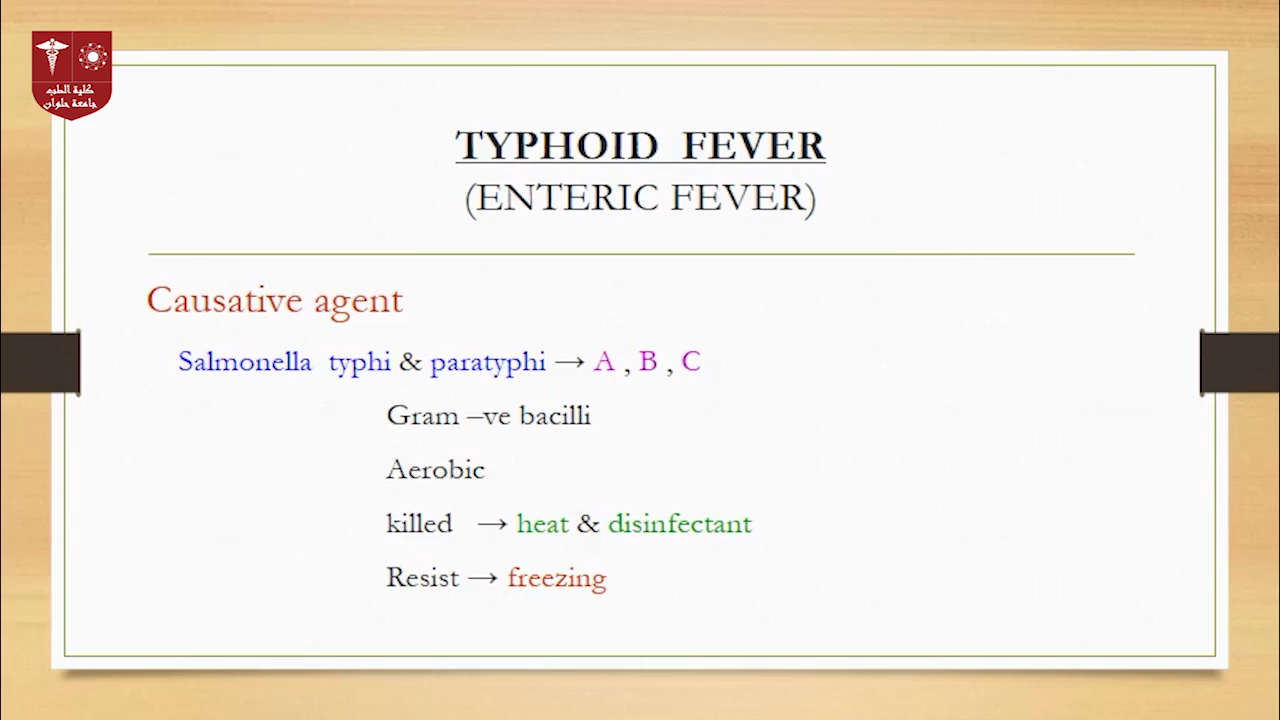 كلية الطب
جامعة حلوان
TYPHOID FEVER
(ENTERIC FEVER)
Causative agent
Salmonella typhi & paratyphi → A , B , C
Gram –ve bacilli
Aerobic
killed → heat & disinfectant
Resist → freezing